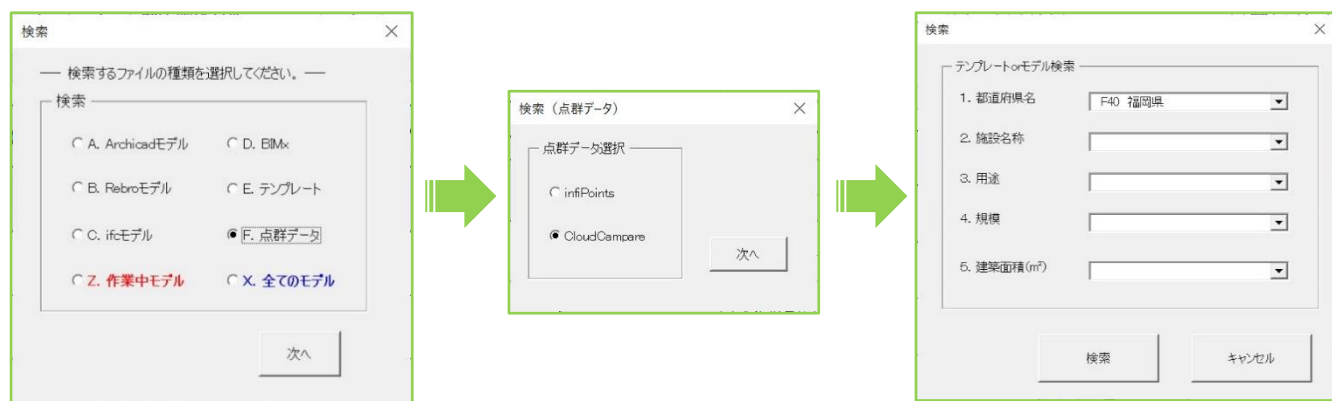 検索
── 検索するファイルの種類を選択してください。 ──
検索
A. Archicadモデル
D. BIMx
B. Rebroモデル
E. テンプレート
C. ifcモデル
F. 点群データ
Z. 作業中モデル
X. 全てのモデル
次へ
検索（点群データ）
点群データ選択
infiPoints
CloudCampare
次へ
検索
テンプレートorモデル検索
1. 都道府県名
F40 福岡県
2. 施設名称
3. 用途
4. 規模
5. 建築面積(㎡)
検索
キャンセル